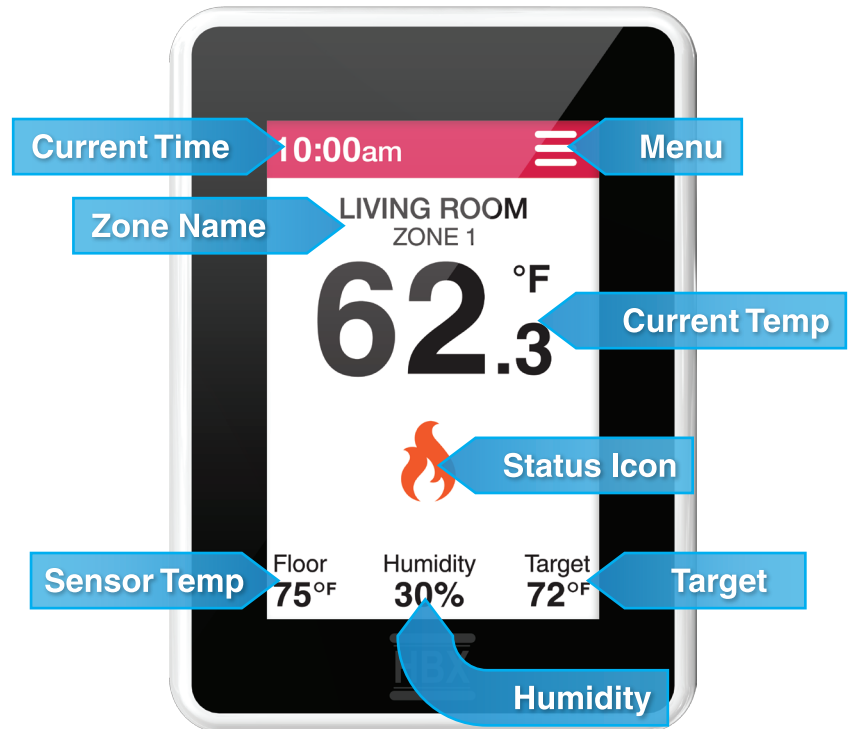 Current Time
10:00am
Menu
Zone Name
LIVING ROOM
ZONE 1
62.3 °F
Current Temp
Status Icon
Sensor Temp
Floor
75°F
Humidity
30%
Target
72°F
Target
HBX
Humidity